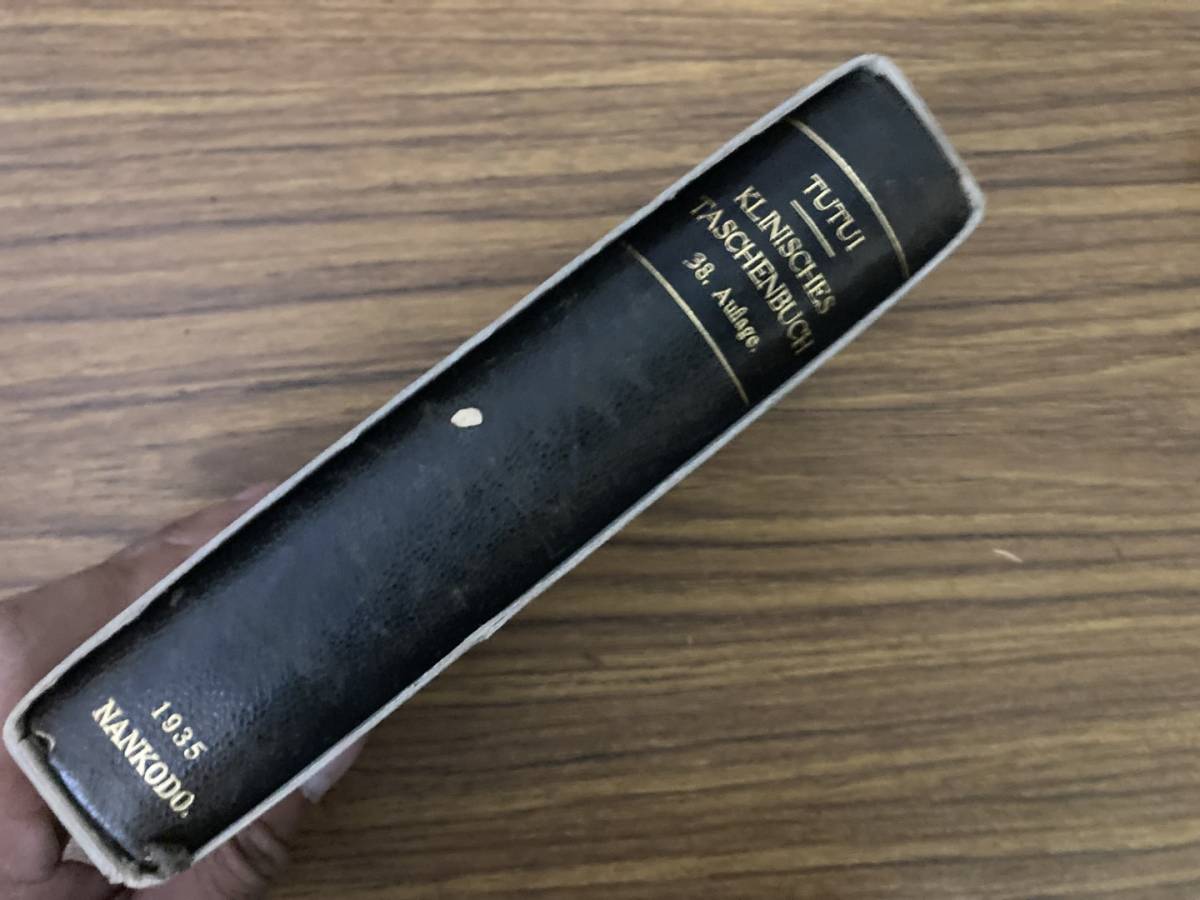 TUTUI
KLINISCHES
TASCHENBUCH
38. Auflage.
1935
NANKODO.